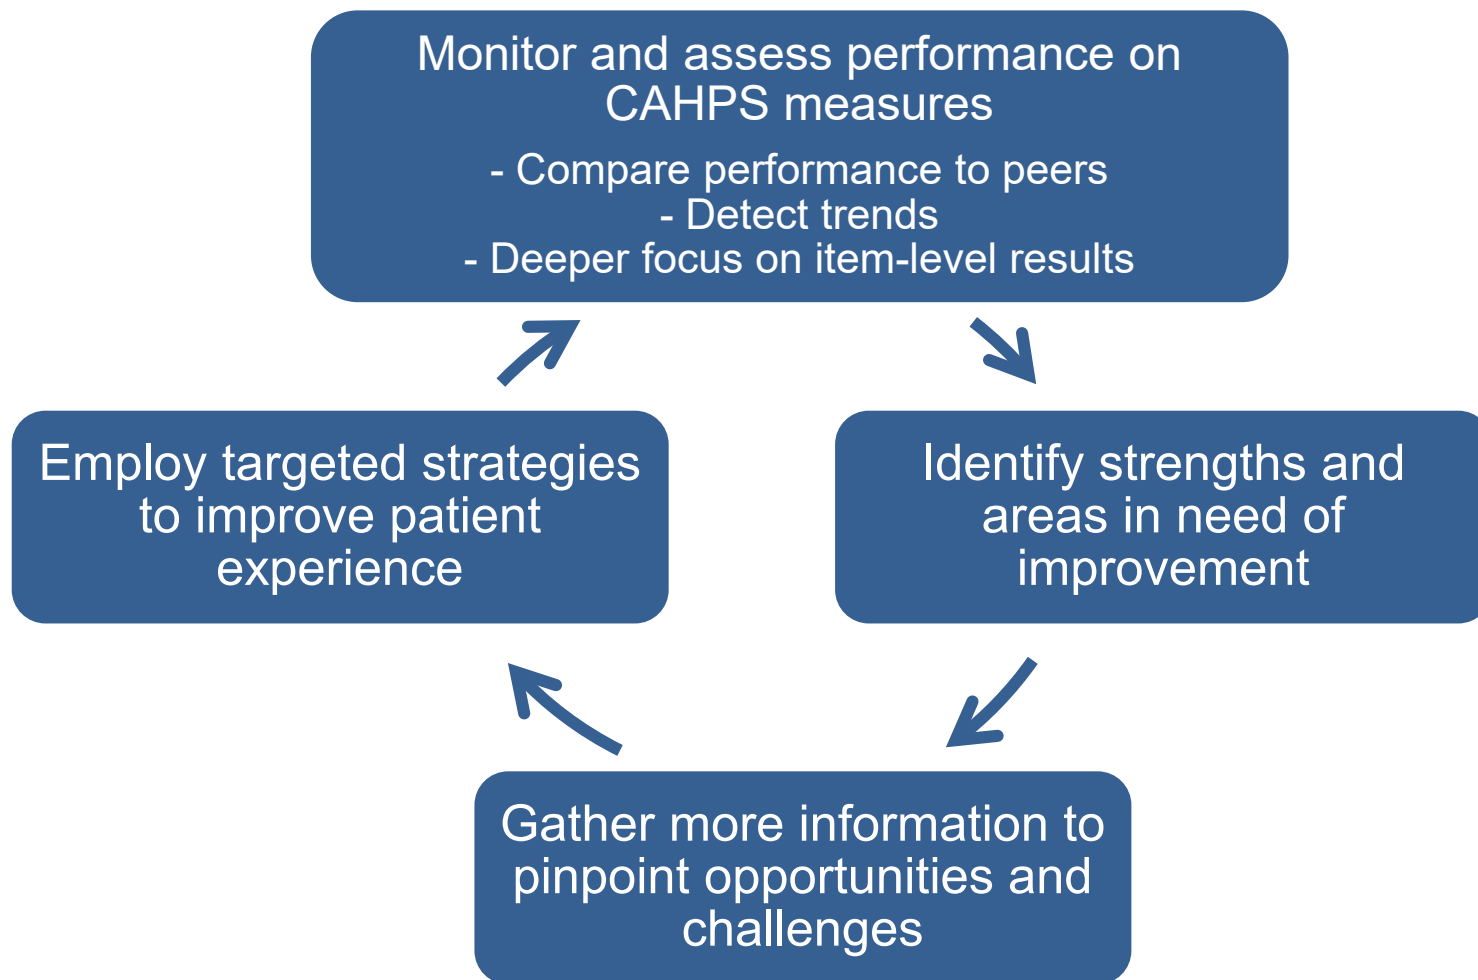 Monitor and assess performance on
CAHPS measures
- Compare performance to peers
- Detect trends
- Deeper focus on item-level results
Employ targeted strategies
to improve patient
experience
Identify strengths and
areas in need of
improvement
Gather more information to
pinpoint opportunities and
challenges